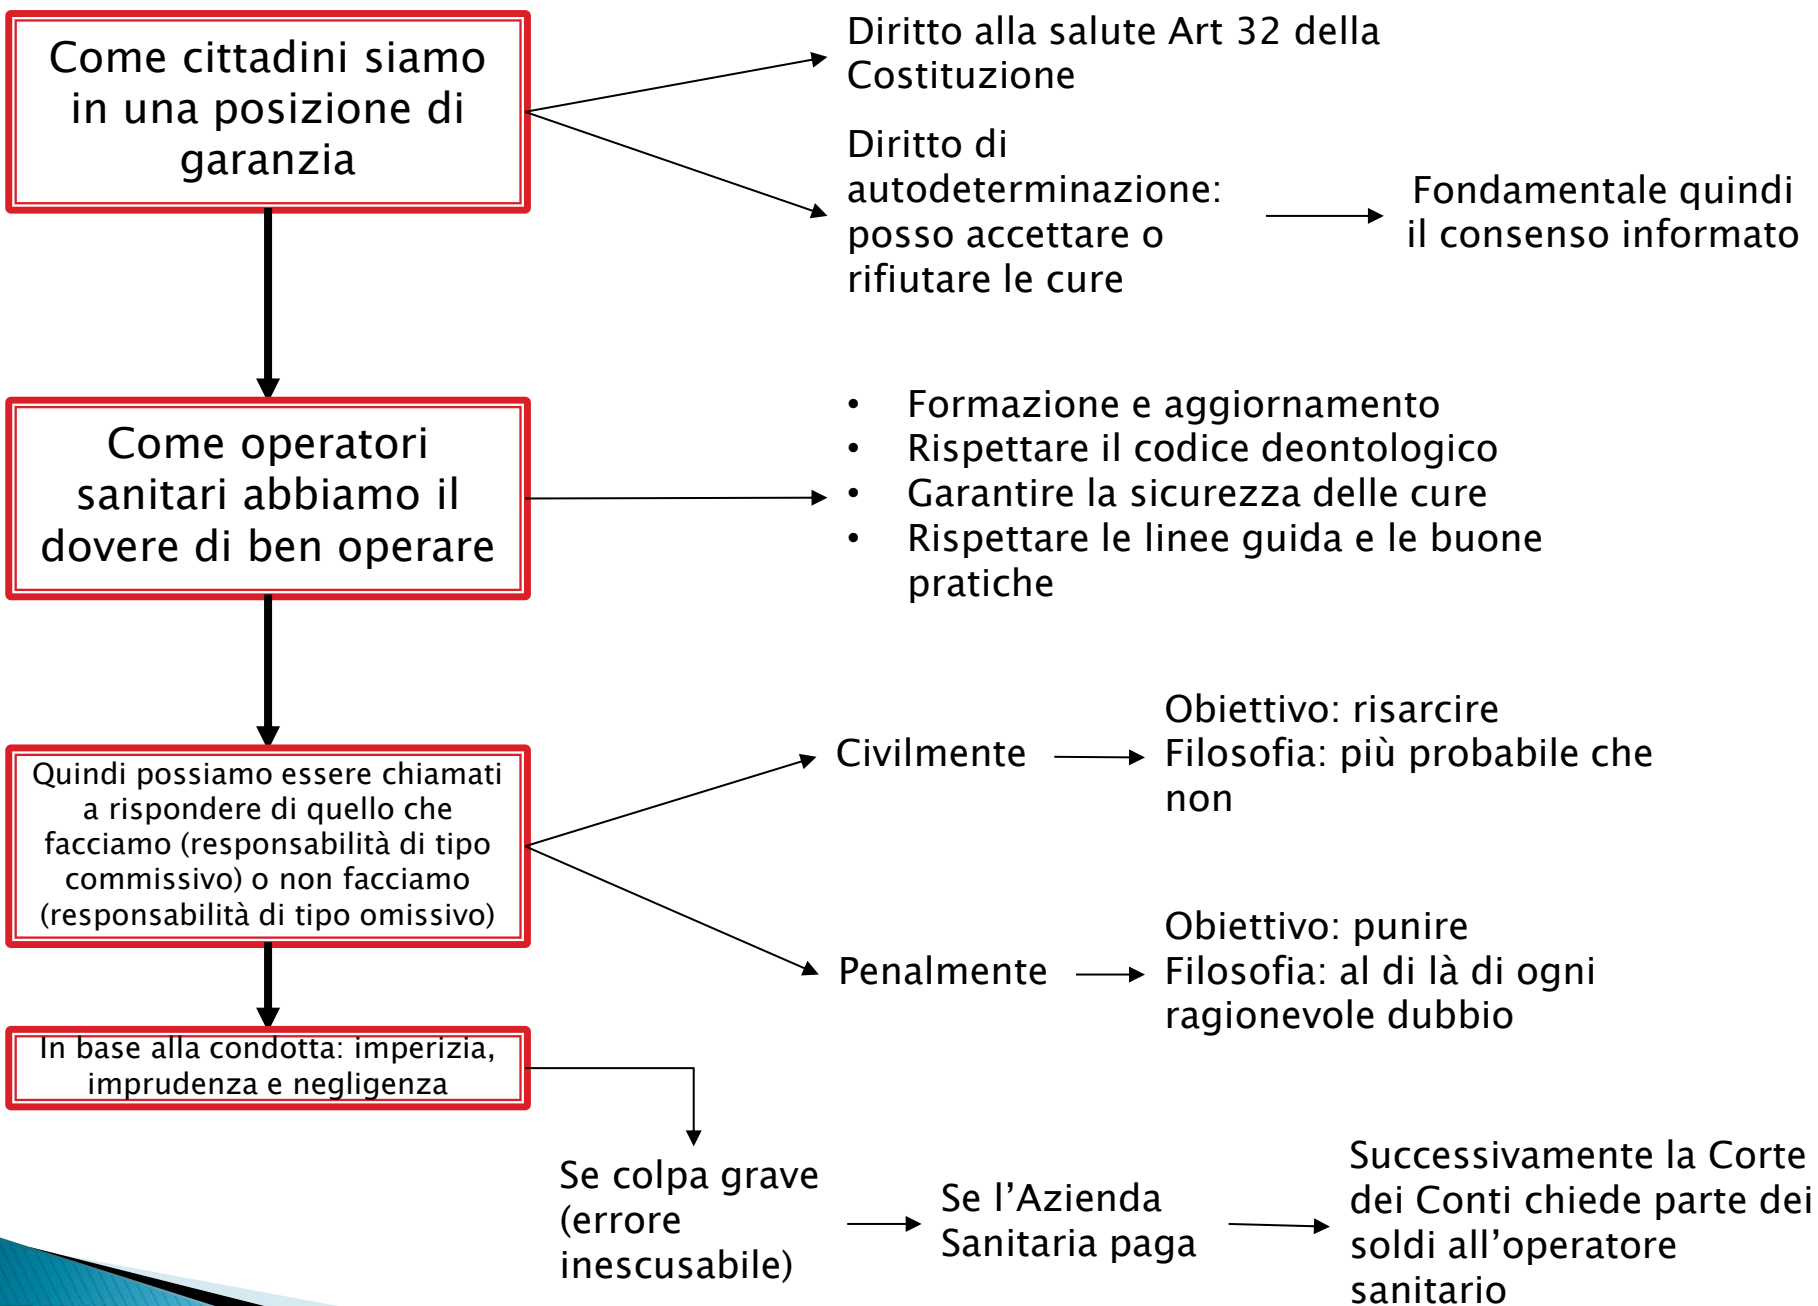 Come cittadini siamo
in una posizione di
garanzia
Diritto alla salute Art 32 della
Costituzione
Diritto di
autodeterminazione:
posso accettare o
rifiutare le cure
Fondamentale quindi
il consenso informato
Come operatori
sanitari abbiamo il
dovere di ben operare
• Formazione e aggiornamento
• Rispettare il codice deontologico
• Garantire la sicurezza delle cure
• Rispettare le linee guida e le buone
pratiche
Quindi possiamo essere chiamati
a rispondere di quello che
facciamo (responsabilità di tipo
commissivo) o non facciamo
(responsabilità di tipo omissivo)
Civilmente
Obiettivo: risarcire
Filosofia: più probabile che
non
Penalmente
Obiettivo: punire
Filosofia: al di là di ogni
ragionevole dubbio
In base alla condotta: imperizia,
imprudenza e negligenza
Se colpa grave
(errore
inescusabile)
Se l’Azienda
Sanitaria paga
Successivamente la Corte
dei Conti chiede parte dei
soldi all’operatore
sanitario